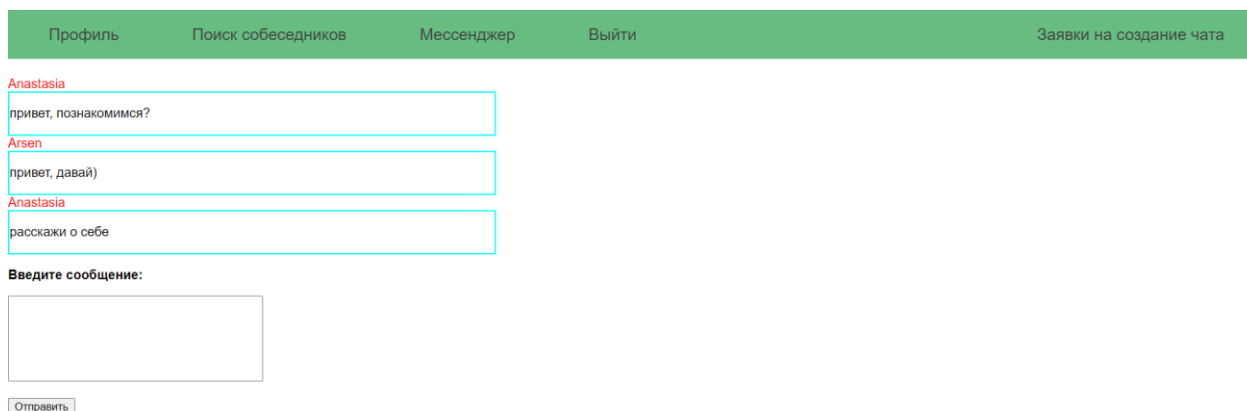 Профиль Поиск собеседников Мессенджер Выйти Заявки на создание чата
Anastasia
привет, познакомимся?
Arsen
привет, давай)
Anastasia
расскажи о себе
Введите сообщение:
Отправить